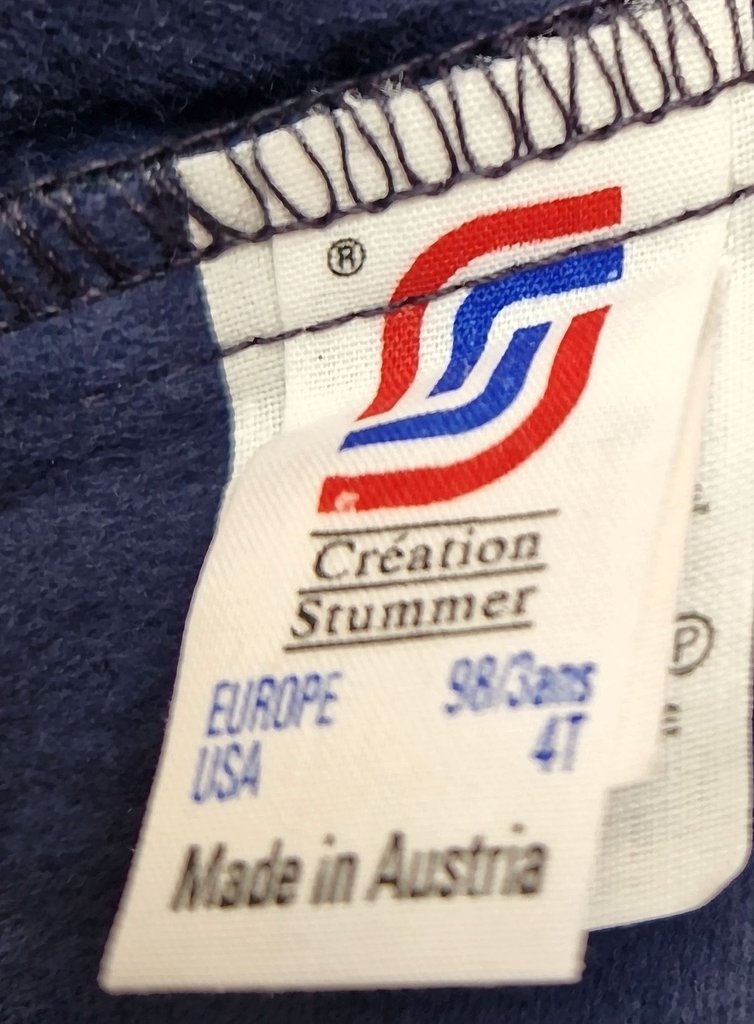 ®
Création
Stummer
EUROPE 98/3ans
USA 4T
Made in Austria
Ⓟ